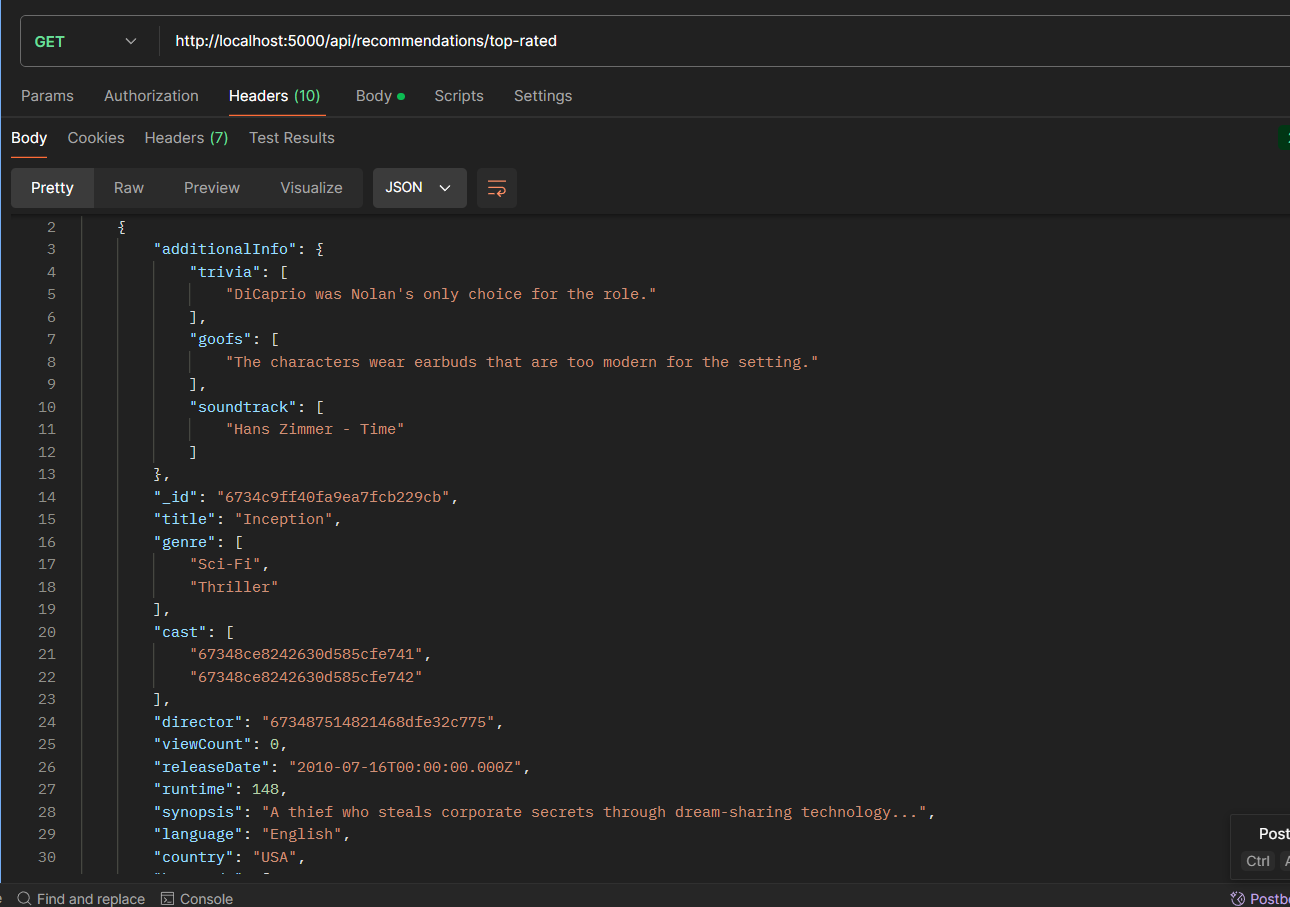 GET http://localhost:5000/api/recommendations/top-rated
Params Authorization Headers (10) Body Scripts Settings
Body Cookies Headers (7) Test Results
Pretty Raw Preview Visualize JSON
2 {
3 "additionalInfo": {
4 "trivia": [
5 "DiCaprio was Nolan's only choice for the role."
6 ],
7 "goofs": [
8 "The characters wear earbuds that are too modern for the setting."
9 ],
10 "soundtrack": [
11 "Hans Zimmer - Time"
12 ]
13 },
14 "_id": "6734c9ff40fa9ea7fcb229cb",
15 "title": "Inception",
16 "genre": [
17 "Sci-Fi",
18 "Thriller"
19 ],
20 "cast": [
21 "67348ce8242630d585cfe741",
22 "67348ce8242630d585cfe742"
23 ],
24 "director": "673487514821468dfe32c775",
25 "viewCount": 0,
26 "releaseDate": "2010-07-16T00:00:00.000Z",
27 "runtime": 148,
28 "synopsis": "A thief who steals corporate secrets through dream-sharing technology...",
29 "language": "English",
30 "country": "USA",
Post
Ctrl
Find and replace Console Postb